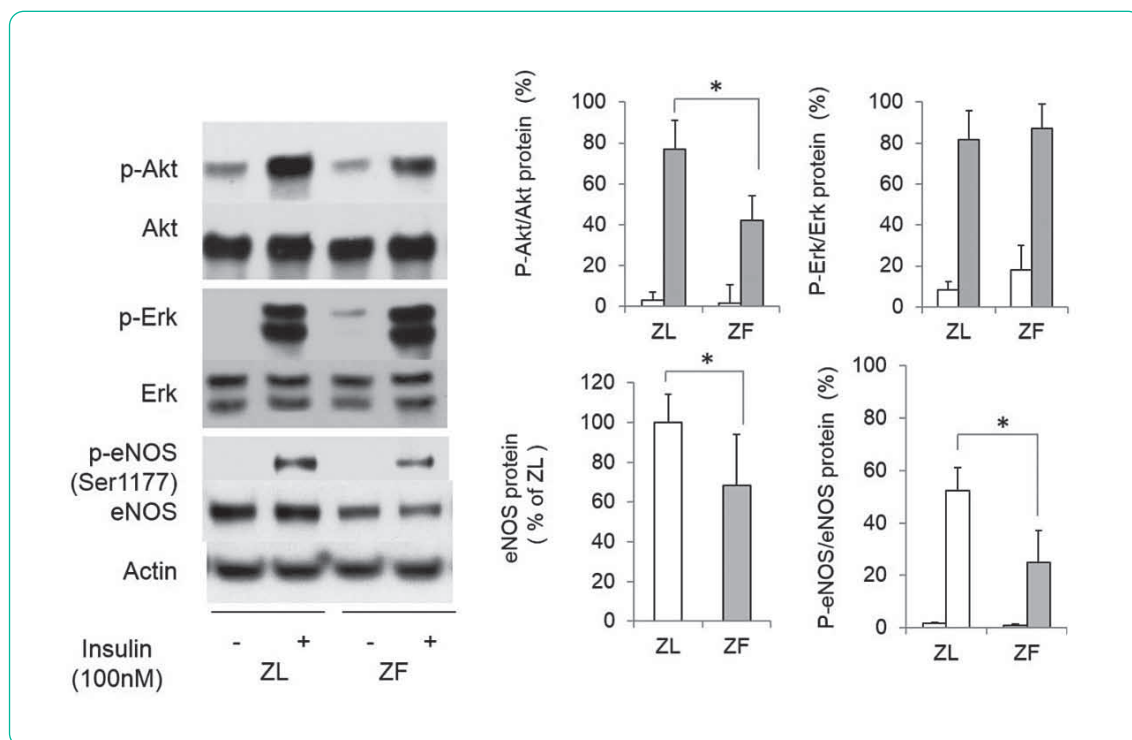 p-Akt
Akt
p-Erk
Erk
p-eNOS
(Ser1177)
eNOS
Actin
Insulin
(100nM)
- + - +
ZL ZF
P-Akt/Akt protein (%)
100
80
60
40
20
0
*
ZL ZF
P-Erk/Erk protein (%)
100
80
60
40
20
0
ZL ZF
eNOS protein
( % of ZL)
120
100
80
60
40
20
0
*
ZL ZF
P-eNOS/eNOS protein (%)
80
60
40
20
0
*
ZL ZF